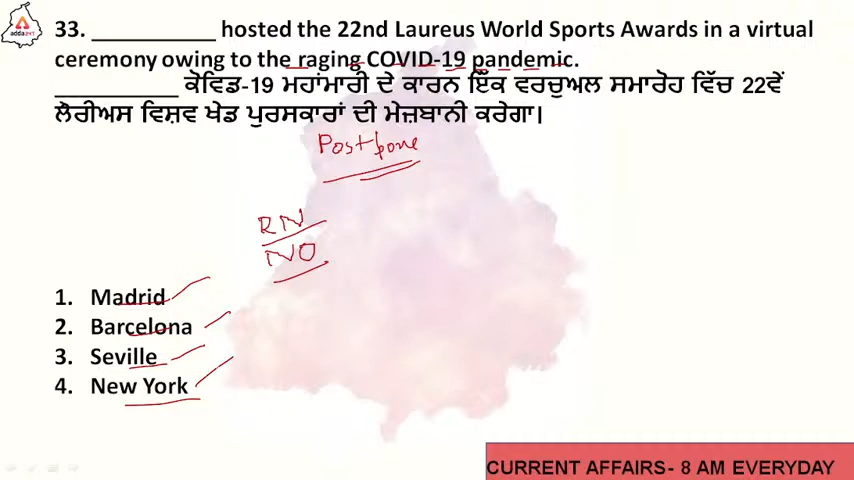 adda247
33. __________ hosted the 22nd Laureus World Sports Awards in a virtual
ceremony owing to the raging COVID-19 pandemic.
__________ ਕੋਵਿਡ-19 ਮਹਾਂਮਾਰੀ ਦੇ ਕਾਰਨ ਇੱਕ ਵਰਚੁਅਲ ਸਮਾਰੋਹ ਵਿੱਚ 22ਵੇਂ
ਲੋਰੀਅਸ ਵਿਸ਼ਵ ਖੇਡ ਪੁਰਸਕਾਰਾਂ ਦੀ ਮੇਜ਼ਬਾਨੀ ਕਰੇਗਾ।
Postpone
RN
NO
1. Madrid
2. Barcelona
3. Seville
4. New York
CURRENT AFFAIRS- 8 AM EVERYDAY